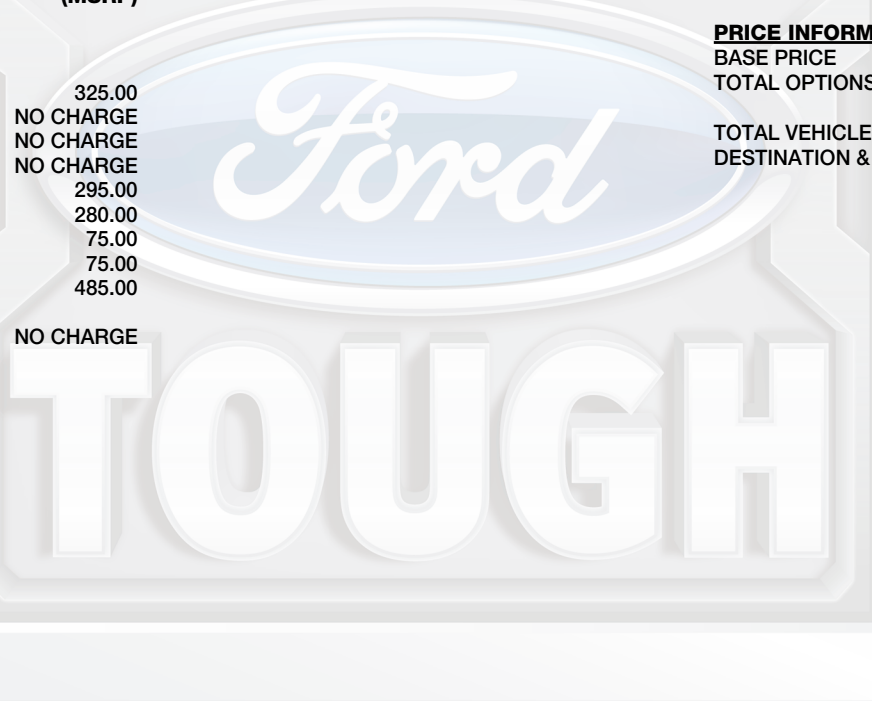 (MSRP)
325.00
NO CHARGE
NO CHARGE
NO CHARGE
295.00
280.00
75.00
75.00
485.00
NO CHARGE
PRICE INFORM
BASE PRICE
TOTAL OPTIONS
TOTAL VEHICLE
DESTINATION &
Ford
TOUGH